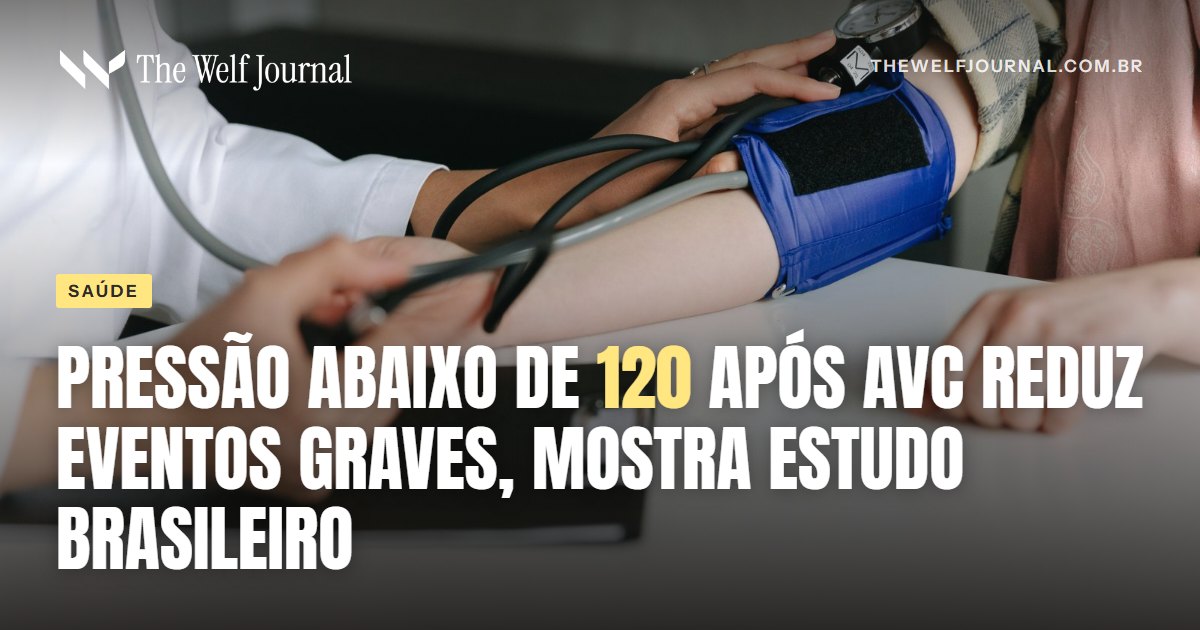 The Welf Journal
THEWELFJOURNAL.COM.BR
SAÚDE
PRESSÃO ABAIXO DE 120 APÓS AVC REDUZ
EVENTOS GRAVES, MOSTRA ESTUDO
BRASILEIRO